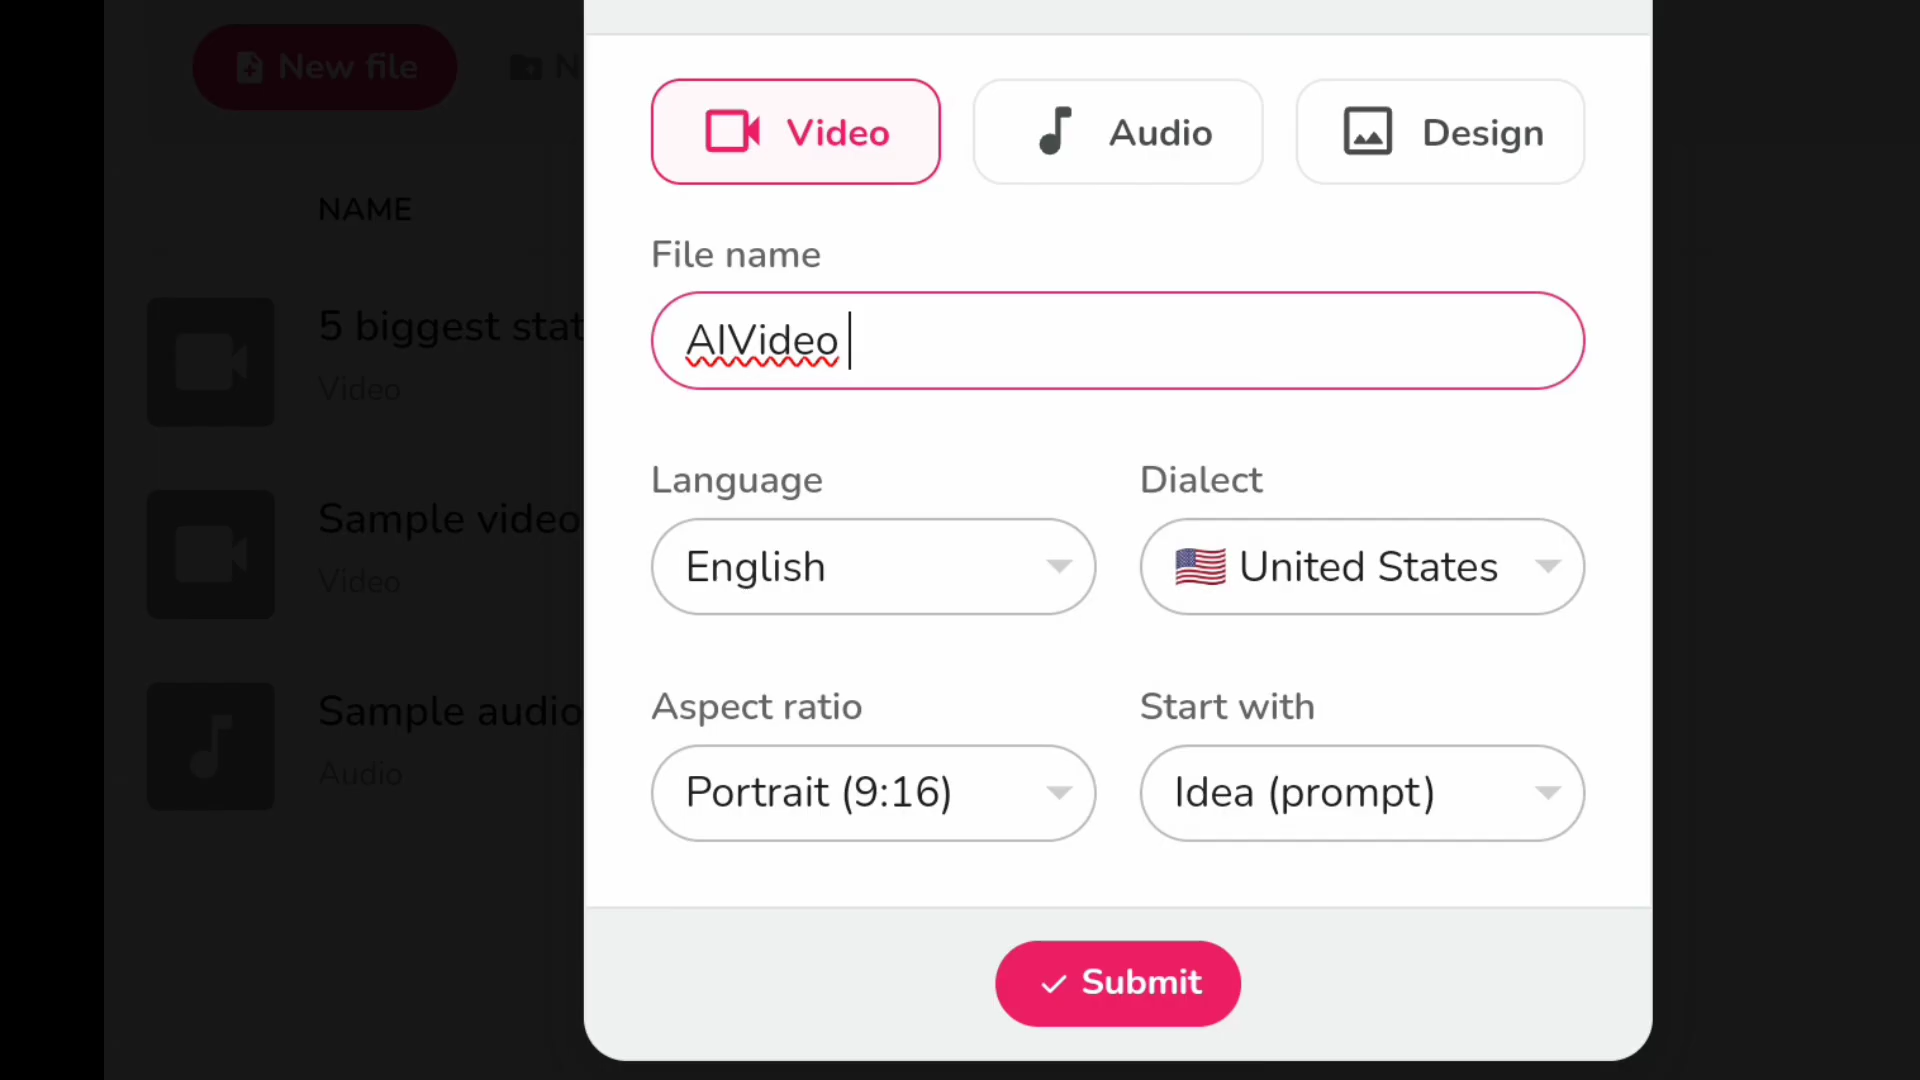 New file
N
Video
Audio
Design
NAME
File name
AIVideo
5 biggest stat
Video
Language
Dialect
English
🇺🇸 United States
Sample video
Video
Aspect ratio
Start with
Sample audio
Audio
Portrait (9:16)
Idea (prompt)
Submit